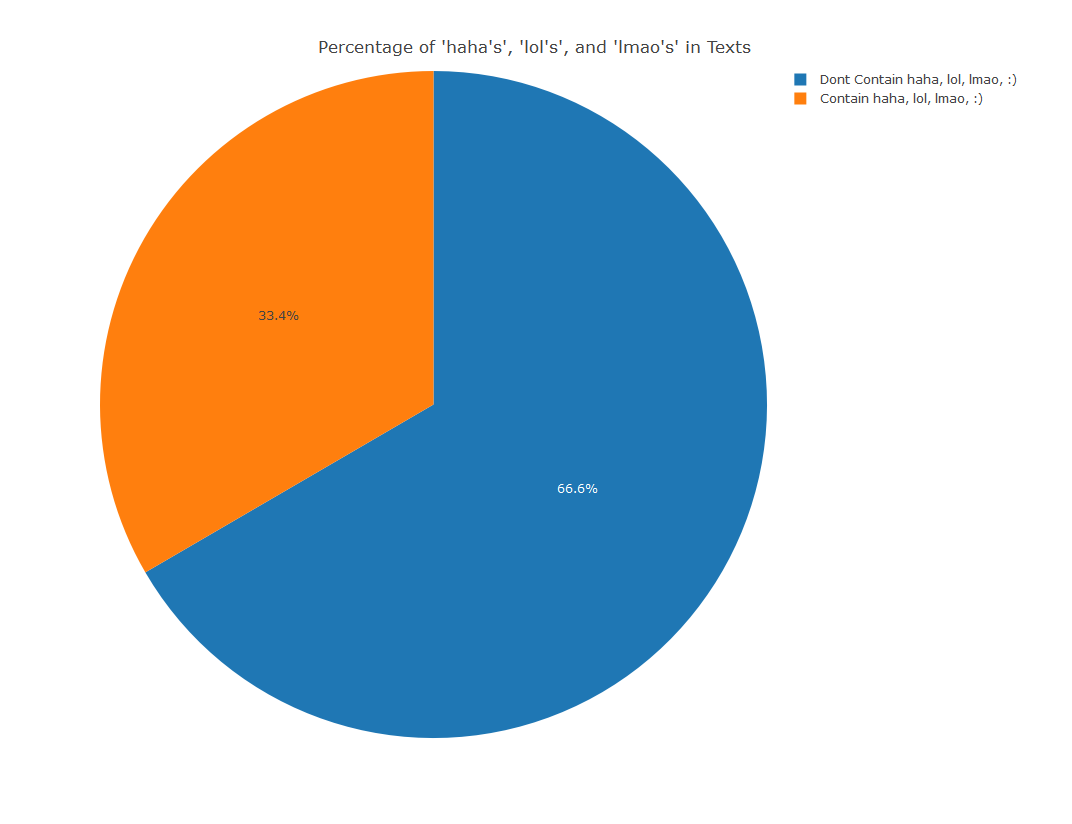 Percentage of 'haha's', 'lol's', and 'lmao's' in Texts
Dont Contain haha, lol, lmao, :)
Contain haha, lol, lmao, :)
33.4%
66.6%